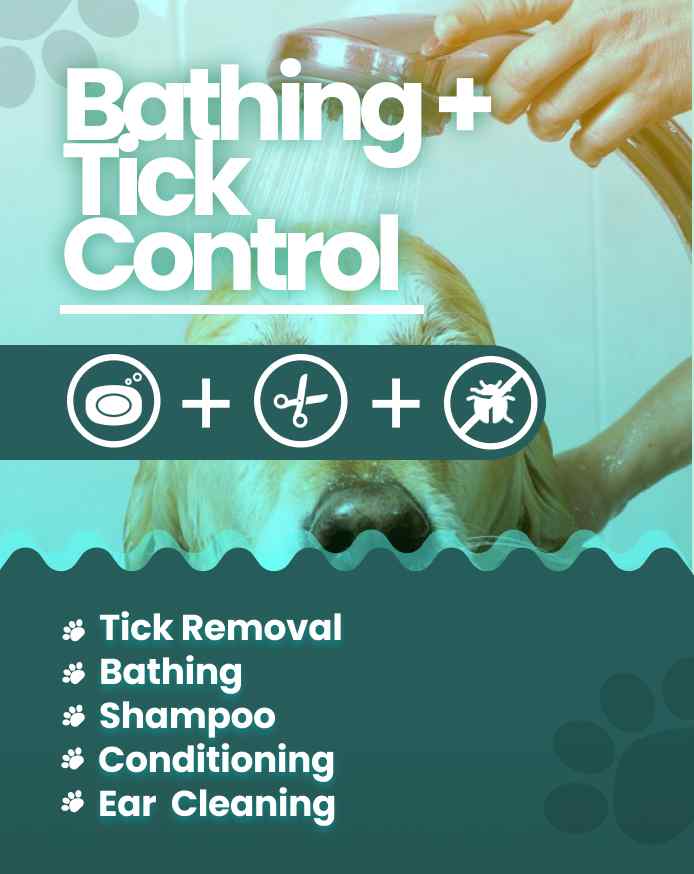 Bathing +
Tick
Control
Tick Removal
Bathing
Shampoo
Conditioning
Ear Cleaning